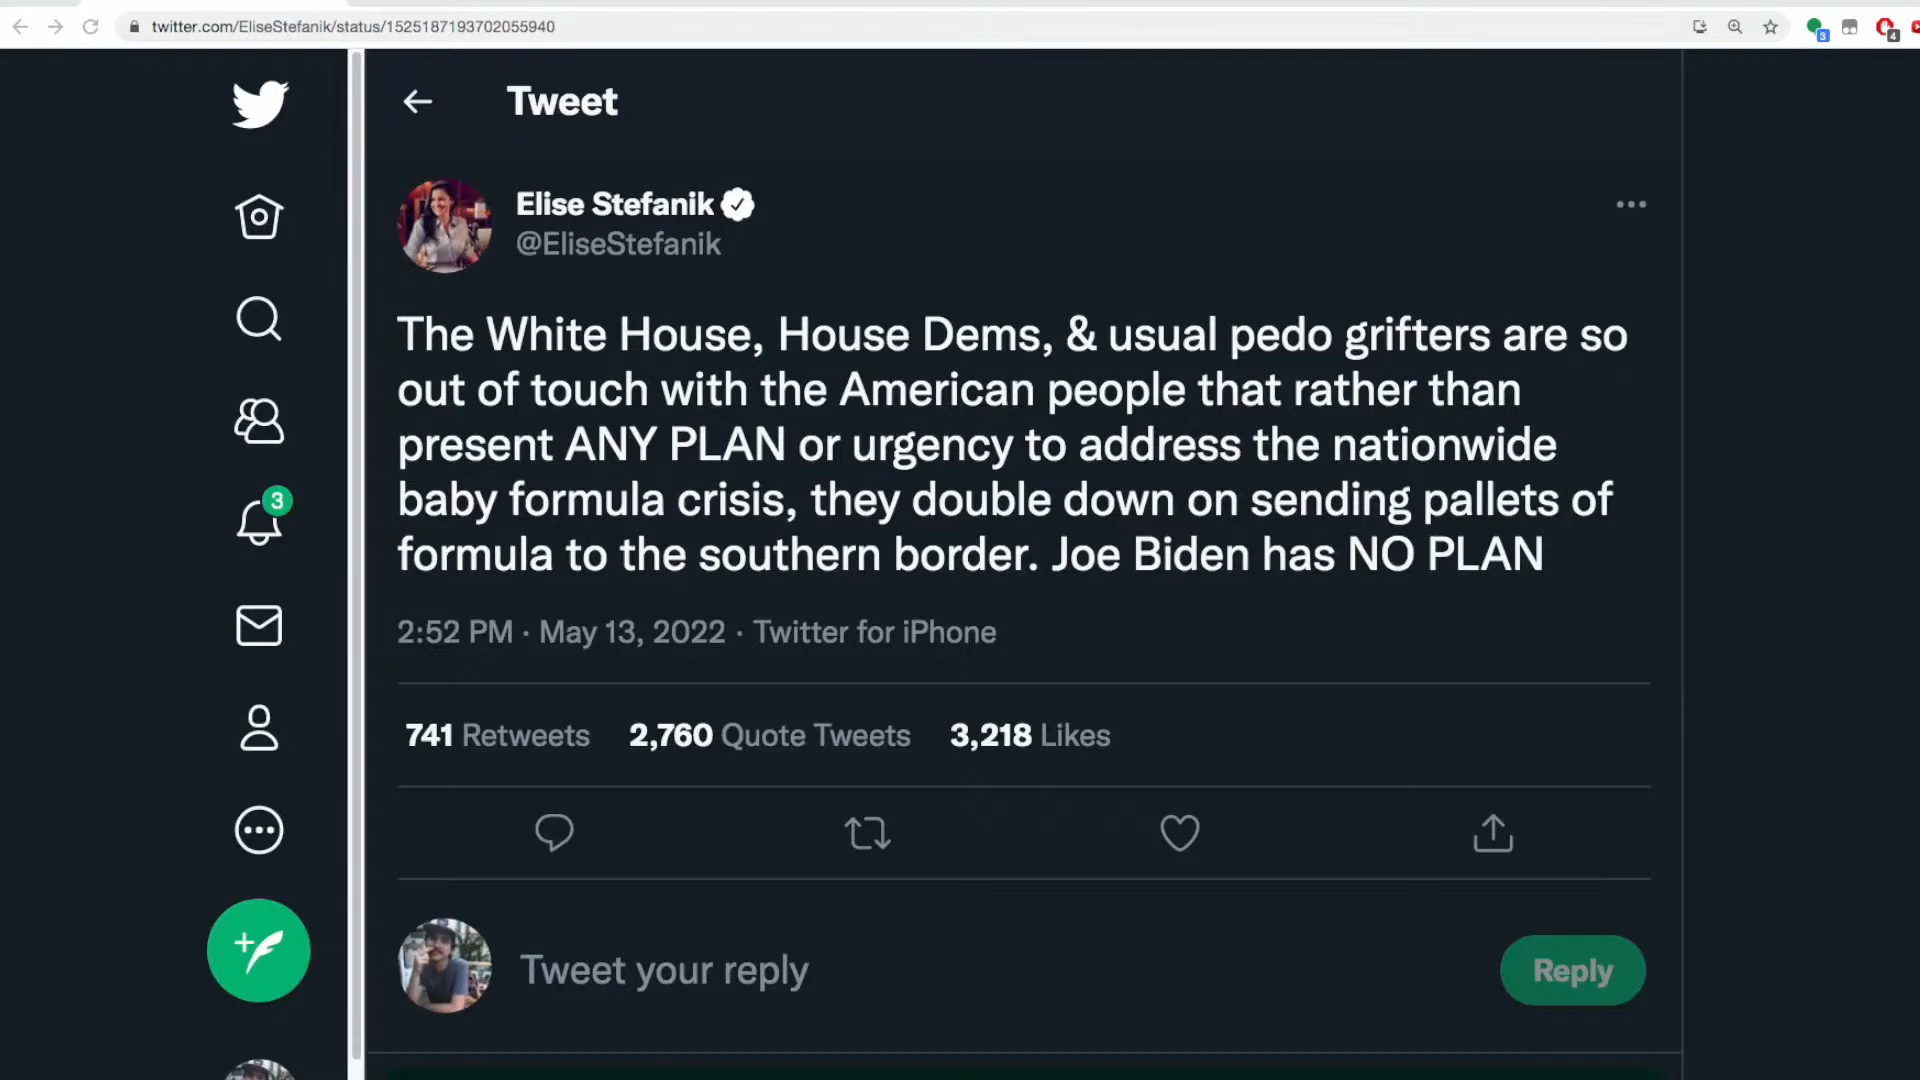 twitter.com/EliseStefanik/status/1525187193702055940
3
4
Tweet
Elise Stefanik
@EliseStefanik
The White House, House Dems, & usual pedo grifters are so
out of touch with the American people that rather than
present ANY PLAN or urgency to address the nationwide
baby formula crisis, they double down on sending pallets of
formula to the southern border. Joe Biden has NO PLAN
3
2:52 PM · May 13, 2022 · Twitter for iPhone
741 Retweets 2,760 Quote Tweets 3,218 Likes
Tweet your reply
Reply